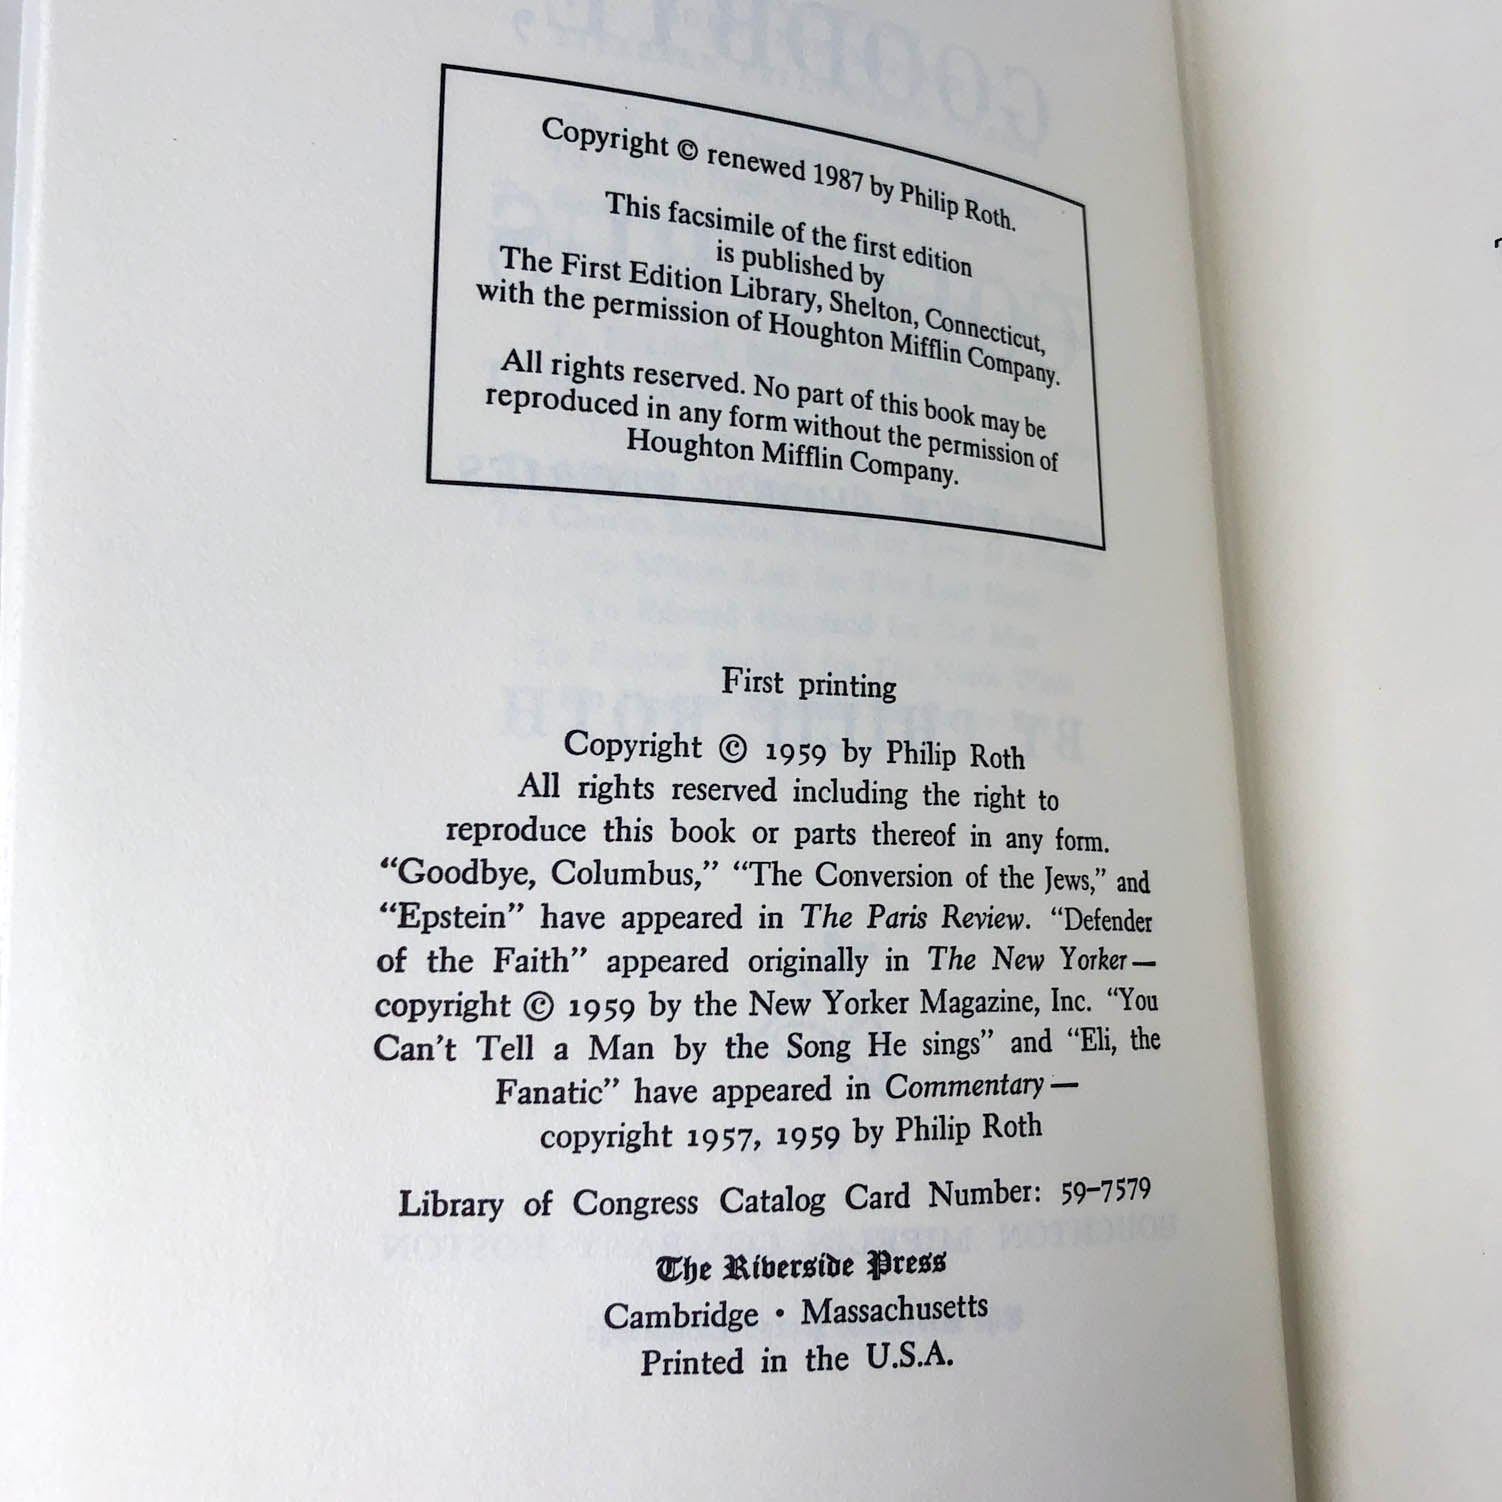 Copyright © renewed 1987 by Philip Roth.
This facsimile of the first edition
is published by
The First Edition Library, Shelton, Connecticut,
with the permission of Houghton Mifflin Company.
All rights reserved. No part of this book may be
reproduced in any form without the permission of
Houghton Mifflin Company.
First printing
Copyright © 1959 by Philip Roth
All rights reserved including the right to
reproduce this book or parts thereof in any form.
“Goodbye, Columbus,” “The Conversion of the Jews,” and
“Epstein” have appeared in The Paris Review. “Defender
of the Faith” appeared originally in The New Yorker—
copyright © 1959 by the New Yorker Magazine, Inc. “You
Can't Tell a Man by the Song He sings” and “Eli, the
Fanatic” have appeared in Commentary—
copyright 1957, 1959 by Philip Roth
Library of Congress Catalog Card Number: 59-7579
The Riverside Press
Cambridge • Massachusetts
Printed in the U.S.A.